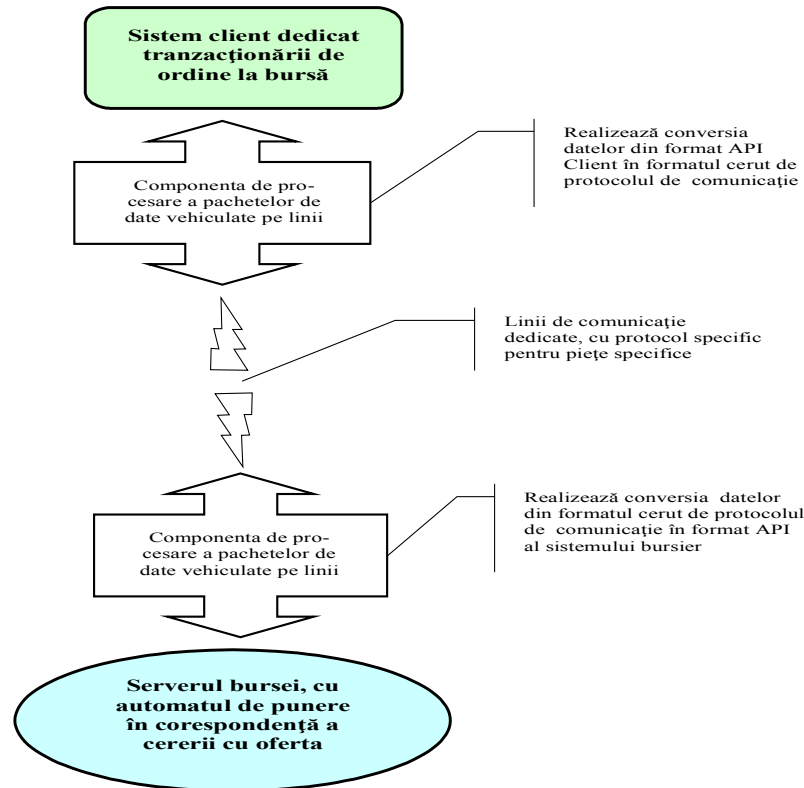 Sistem client dedicat
tranzacţionării de
ordine la bursă
Realizează conversia
datelor din format API
Client în formatul cerut de
protocolul de comunicaţie
Componenta de pro-
cesare a pachetelor de
date vehiculate pe linii
Linii de comunicaţie
dedicate, cu protocol specific
pentru pieţe specifice
Realizează conversia datelor
din formatul cerut de protocolul
de comunicaţie în format API
al sistemului bursier
Componenta de pro-
cesare a pachetelor de
date vehiculate pe linii
Serverul bursei, cu
automatul de punere
în corespondenţă a
cererii cu oferta